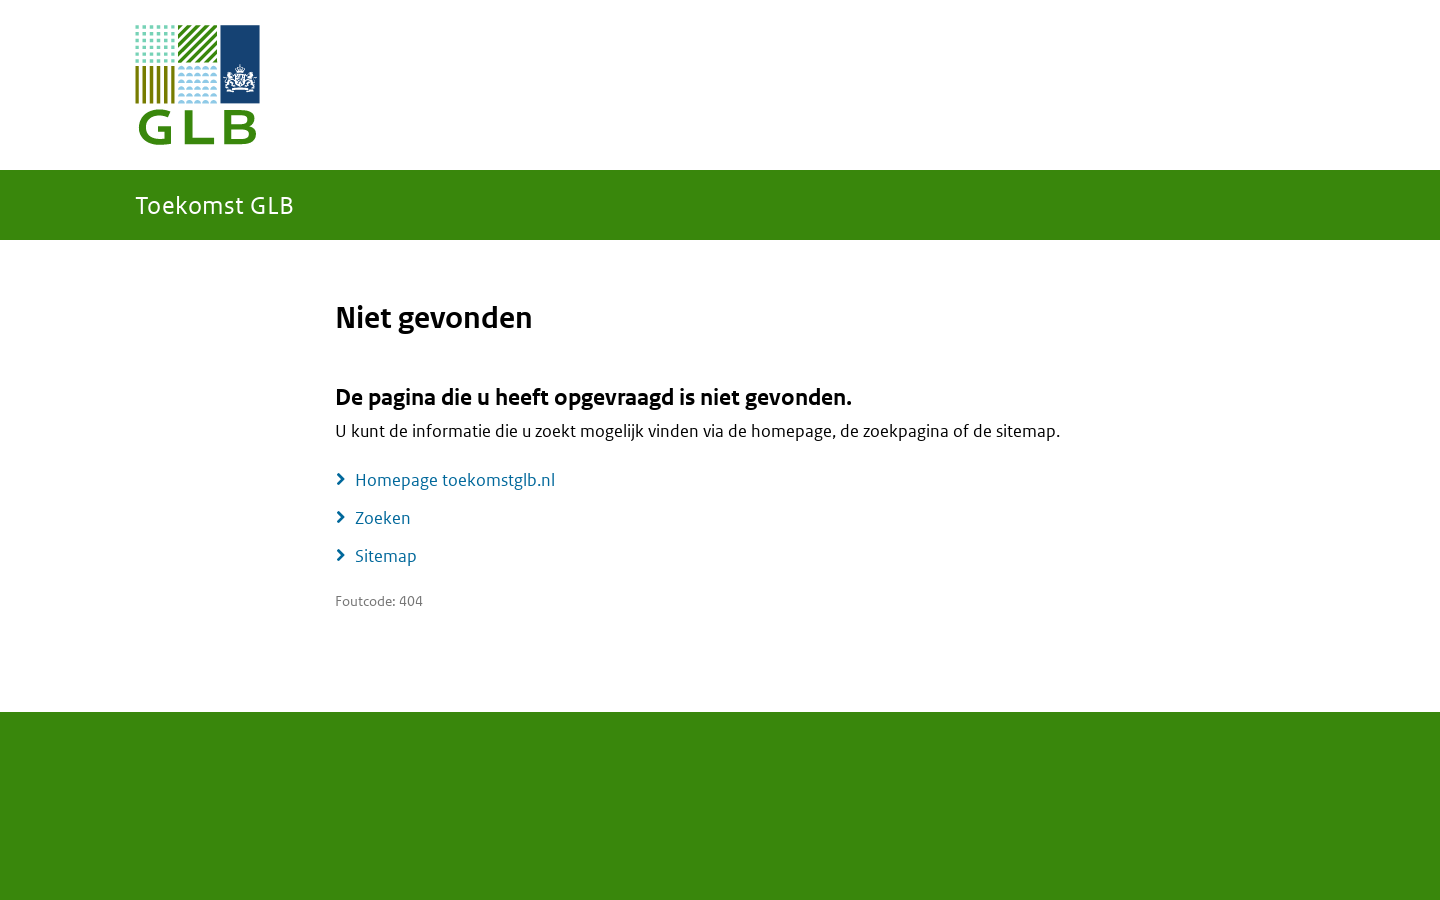 GLB
Toekomst GLB
Niet gevonden
De pagina die u heeft opgevraagd is niet gevonden.
U kunt de informatie die u zoekt mogelijk vinden via de homepage, de zoekpagina of de sitemap.
Homepage toekomstglb.nl
Zoeken
Sitemap
Foutcode: 404